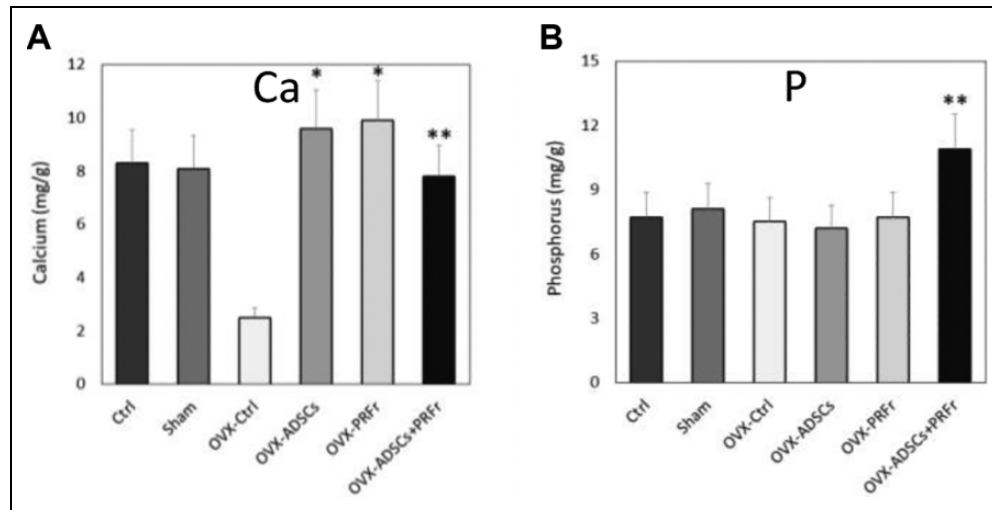 A
Ca
Calcium (mg/g)
12
10
8
6
4
2
0
*
*
**
Ctrl
Sham
OVX-Ctrl
OVX-ADSCs
OVX-PRFr
OVX-ADSCs+PRFr
B
P
Phosphorus (mg/g)
15
12
9
6
3
0
**
Ctrl
Sham
OVX-Ctrl
OVX-ADSCs
OVX-PRFr
OVX-ADSCs+PRFr